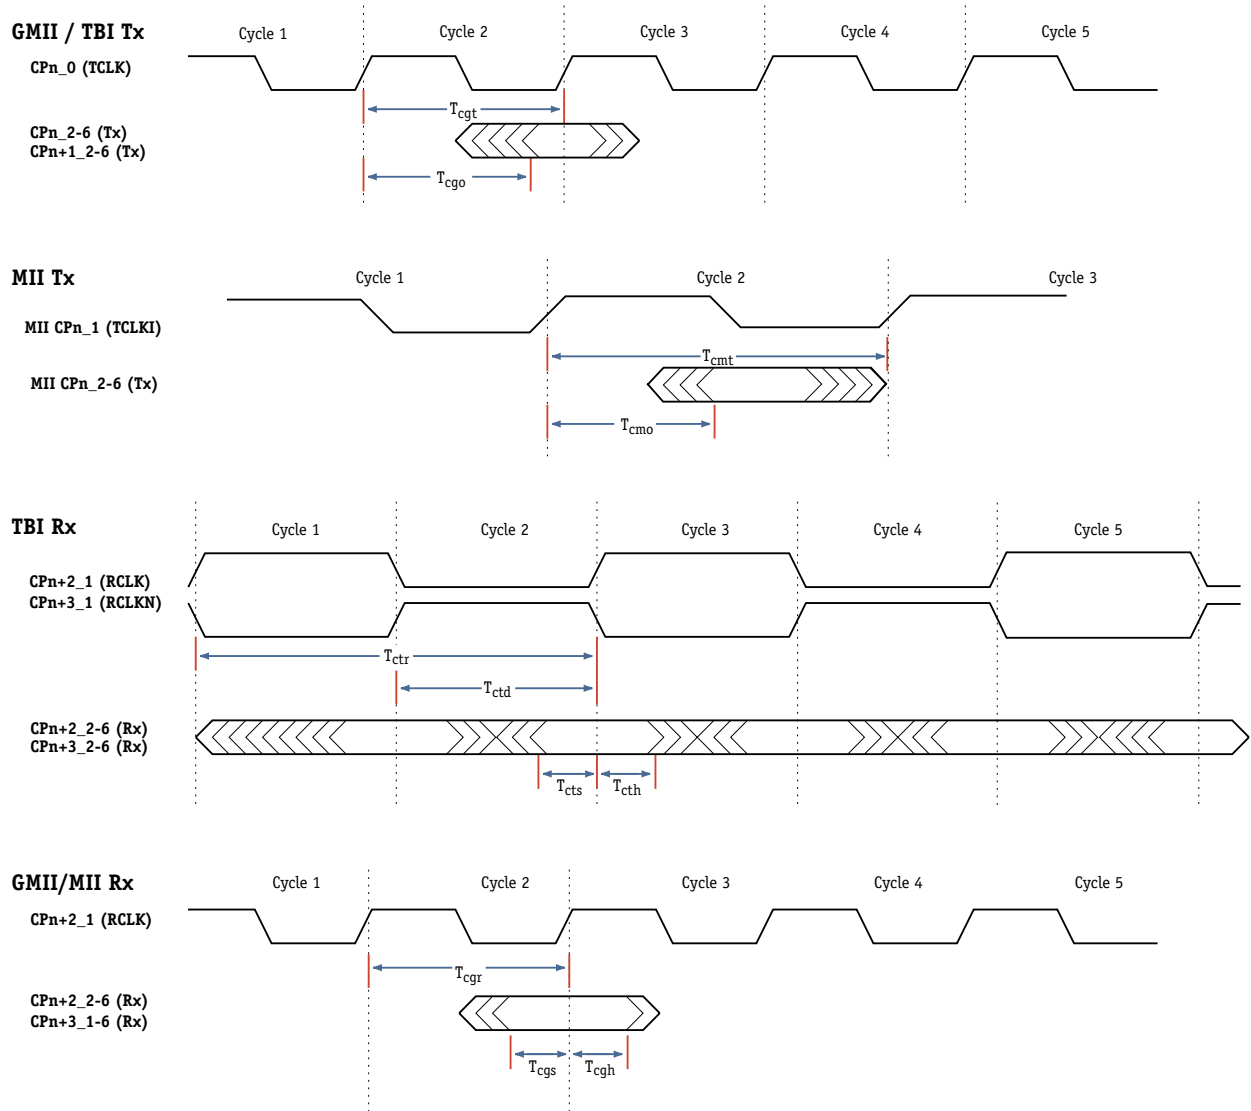 GMII / TBI Tx
Cycle 1 Cycle 2 Cycle 3 Cycle 4 Cycle 5
CPn_0 (TCLK)
Tcgt
CPn_2-6 (Tx)
CPn+1_2-6 (Tx)
Tcgo
MII Tx
Cycle 1 Cycle 2 Cycle 3
MII CPn_1 (TCLKI)
Tcmt
MII CPn_2-6 (Tx)
Tcmo
TBI Rx
Cycle 1 Cycle 2 Cycle 3 Cycle 4 Cycle 5
CPn+2_1 (RCLK)
CPn+3_1 (RCLKN)
Tctr
Tctd
CPn+2_2-6 (Rx)
CPn+3_2-6 (Rx)
Tcts Tcth
GMII/MII Rx
Cycle 1 Cycle 2 Cycle 3 Cycle 4 Cycle 5
CPn+2_1 (RCLK)
Tcgr
CPn+2_2-6 (Rx)
CPn+3_1-6 (Rx)
Tcgs Tcgh